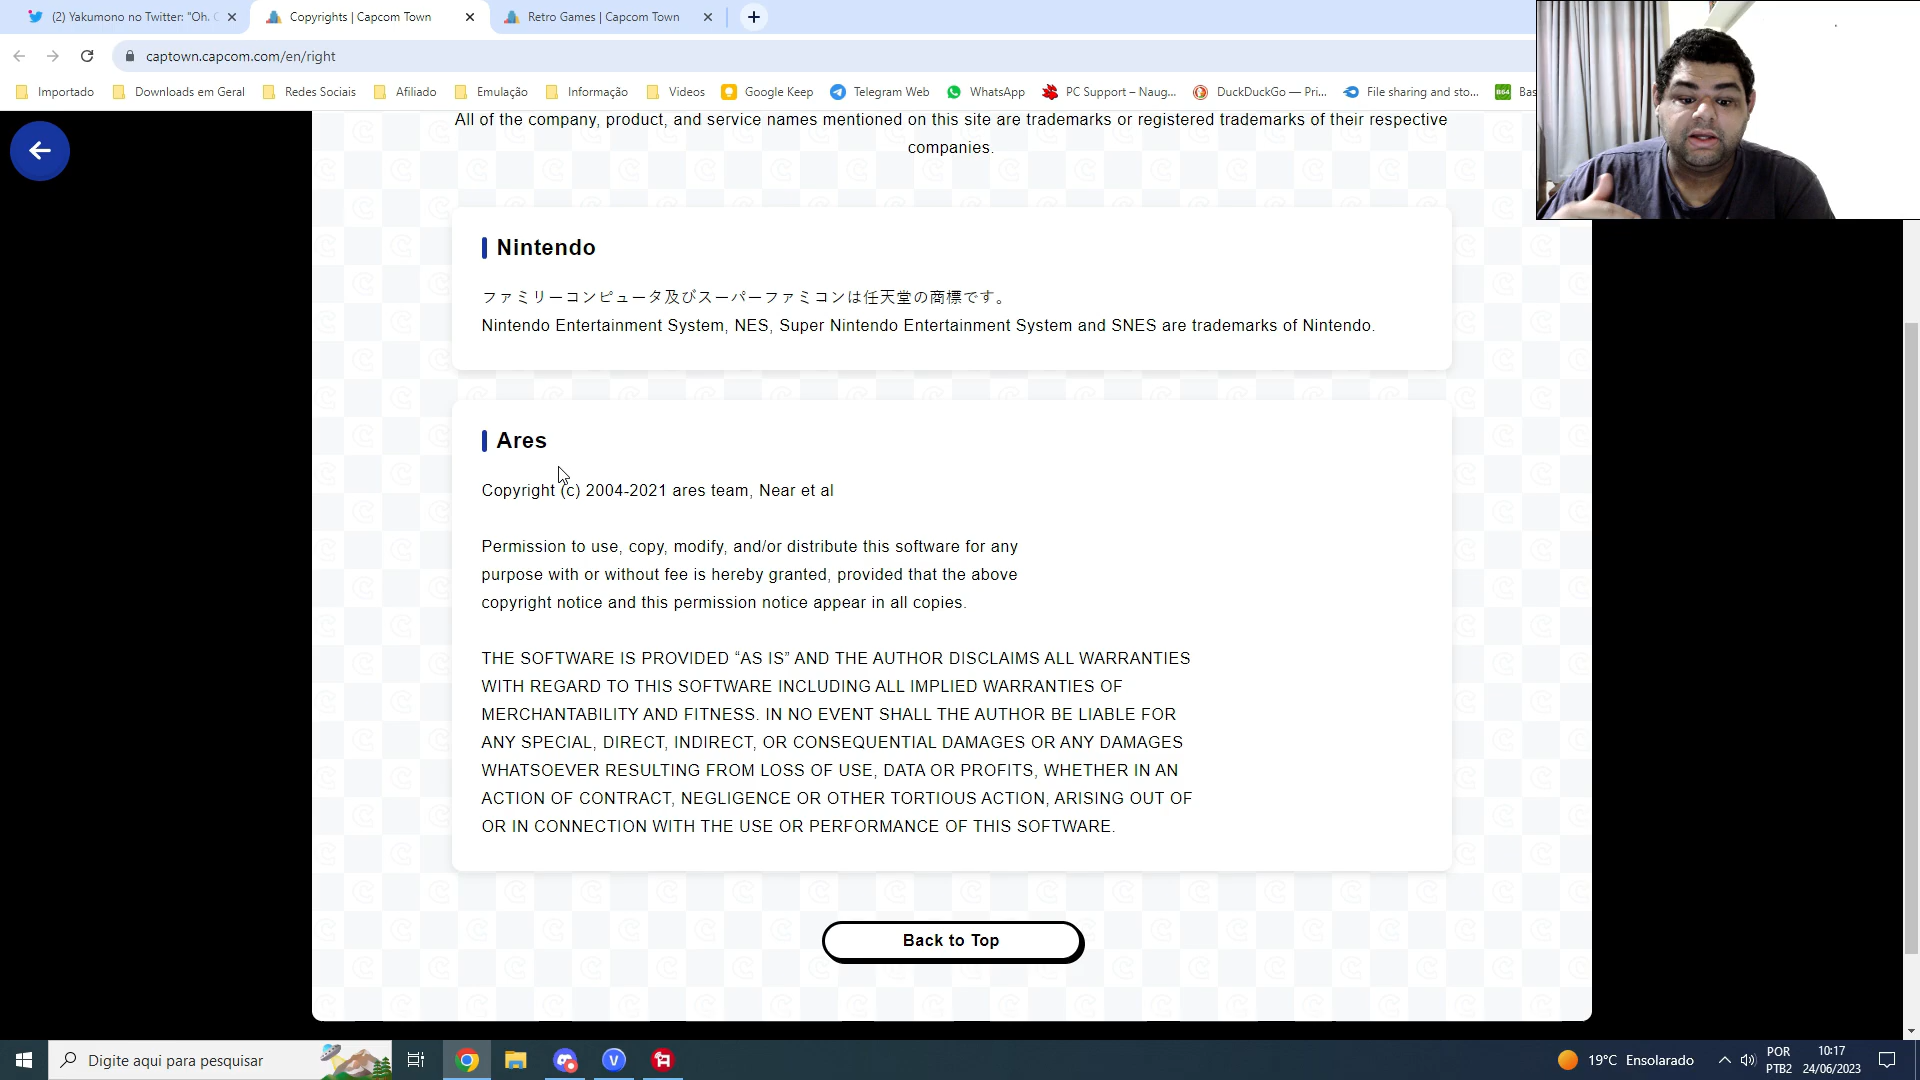 (2) Yakumono no Twitter: "Oh,
Copyrights | Capcom Town
Retro Games | Capcom Town
captown.capcom.com/en/right
Importado
Downloads em Geral
Redes Sociais
Afiliado
Emulação
Informação
Videos
Google Keep
Telegram Web
WhatsApp
PC Support – Naug...
DuckDuckGo — Pri...
File sharing and sto...
B64
Bas
All of the company, product, and service names mentioned on this site are trademarks or registered trademarks of their respective
companies.
Nintendo
ファミリーコンピュータ及びスーパーファミコンは任天堂の商標です。
Nintendo Entertainment System, NES, Super Nintendo Entertainment System and SNES are trademarks of Nintendo.
Ares
Copyright (c) 2004-2021 ares team, Near et al
Permission to use, copy, modify, and/or distribute this software for any
purpose with or without fee is hereby granted, provided that the above
copyright notice and this permission notice appear in all copies.
THE SOFTWARE IS PROVIDED “AS IS” AND THE AUTHOR DISCLAIMS ALL WARRANTIES
WITH REGARD TO THIS SOFTWARE INCLUDING ALL IMPLIED WARRANTIES OF
MERCHANTABILITY AND FITNESS. IN NO EVENT SHALL THE AUTHOR BE LIABLE FOR
ANY SPECIAL, DIRECT, INDIRECT, OR CONSEQUENTIAL DAMAGES OR ANY DAMAGES
WHATSOEVER RESULTING FROM LOSS OF USE, DATA OR PROFITS, WHETHER IN AN
ACTION OF CONTRACT, NEGLIGENCE OR OTHER TORTIOUS ACTION, ARISING OUT OF
OR IN CONNECTION WITH THE USE OR PERFORMANCE OF THIS SOFTWARE.
Back to Top
Digite aqui para pesquisar
19°C Ensolarado
POR
PTB2
10:17
24/06/2023